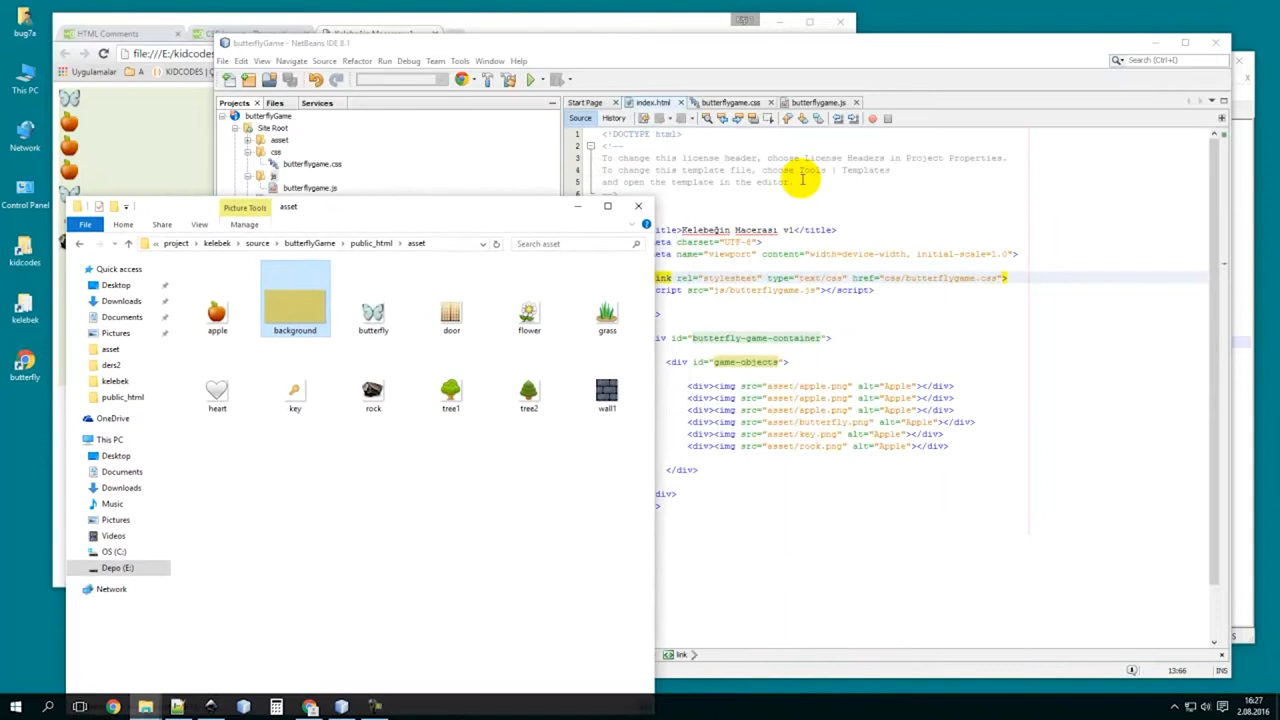 bug7a
This PC
Network
Control Panel
kidcodes
kelebek
butterfly
HTML Comments
file:///E:/kidcodes
Uygulamalar
A
KIDCODES
butterflyGame - NetBeans IDE 8.1
File Edit View Navigate Source Refactor Run Debug Team Tools Window Help
Search (Ctrl+I)
Projects Files Services
butterflyGame
Site Root
asset
css
butterflygame.css
js
butterflygame.js
Start Page index.html butterflygame.css butterflygame.js
Source History
1 <!DOCTYPE html>
2 <!--
3 To change this license header, choose License Headers in Project Properties.
4 To change this template file, choose Tools | Templates
5 and open the template in the editor.
6
itle>Kelebeğin Macerası v1</title>
eta charset="UTF-8">
eta name="viewport" content="width=device-width, initial-scale=1.0">
ink rel="stylesheet" type="text/css" href="css/butterflygame.css">
cript src="js/butterflygame.js"></script>
>
iv id="butterfly-game-container">
<div id="game-objects">
<div><img src="asset/apple.png" alt="Apple"></div>
<div><img src="asset/apple.png" alt="Apple"></div>
<div><img src="asset/apple.png" alt="Apple"></div>
<div><img src="asset/butterfly.png" alt="Apple"></div>
<div><img src="asset/key.png" alt="Apple"></div>
<div><img src="asset/rock.png" alt="Apple"></div>
</div>
div>
>
link
13:66 INS
Picture Tools asset
File Home Share View Manage
« project kelebek source butterflyGame public_html asset
Search asset
Quick access
Desktop
Downloads
Documents
Pictures
asset
ders2
kelebek
public_html
OneDrive
This PC
Desktop
Documents
Downloads
Music
Pictures
Videos
OS (C:)
Depo (E:)
Network
apple background butterfly door flower grass
heart key rock tree1 tree2 wall1
16:27
2.08.2016